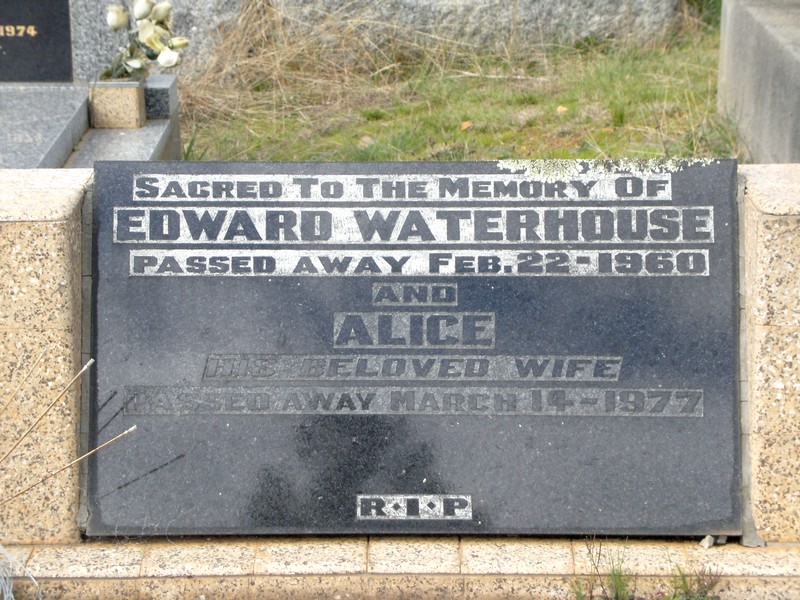 1974
SACRED TO THE MEMORY OF
EDWARD WATERHOUSE
PASSED AWAY FEB. 22-1960
AND
ALICE
HIS BELOVED WIFE
PASSED AWAY MARCH 14-1977
R·I·P